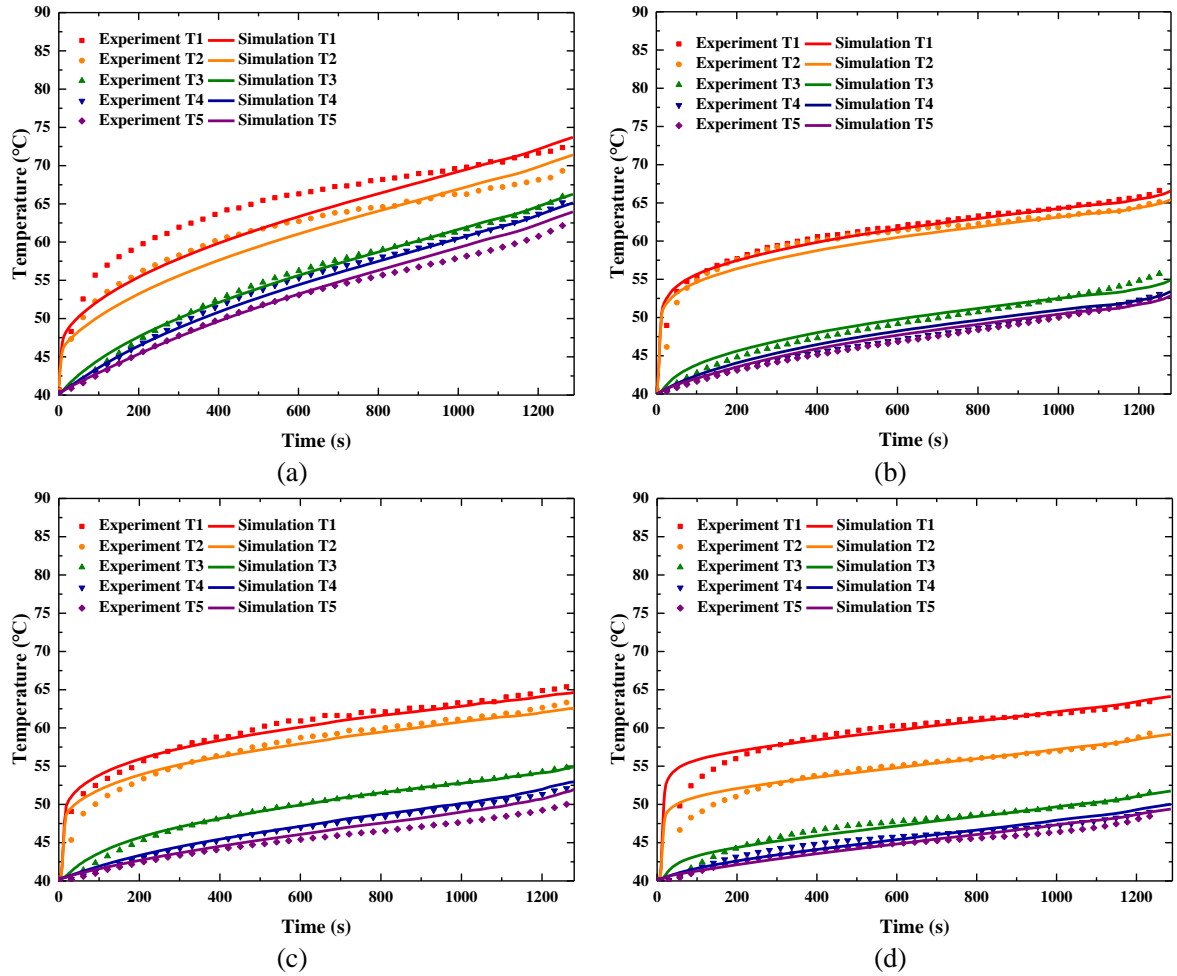 90
85
80
75
70
65
60
55
50
45
40
Temperature (°C)
Experiment T1 Simulation T1
Experiment T2 Simulation T2
Experiment T3 Simulation T3
Experiment T4 Simulation T4
Experiment T5 Simulation T5
0 200 400 600 800 1000 1200
Time (s)
(a)
90
85
80
75
70
65
60
55
50
45
40
Temperature (°C)
Experiment T1 Simulation T1
Experiment T2 Simulation T2
Experiment T3 Simulation T3
Experiment T4 Simulation T4
Experiment T5 Simulation T5
0 200 400 600 800 1000 1200
Time (s)
(b)
90
85
80
75
70
65
60
55
50
45
40
Temperature (°C)
Experiment T1 Simulation T1
Experiment T2 Simulation T2
Experiment T3 Simulation T3
Experiment T4 Simulation T4
Experiment T5 Simulation T5
0 200 400 600 800 1000 1200
Time (s)
(c)
90
85
80
75
70
65
60
55
50
45
40
Temperature (°C)
Experiment T1 Simulation T1
Experiment T2 Simulation T2
Experiment T3 Simulation T3
Experiment T4 Simulation T4
Experiment T5 Simulation T5
0 200 400 600 800 1000 1200
Time (s)
(d)